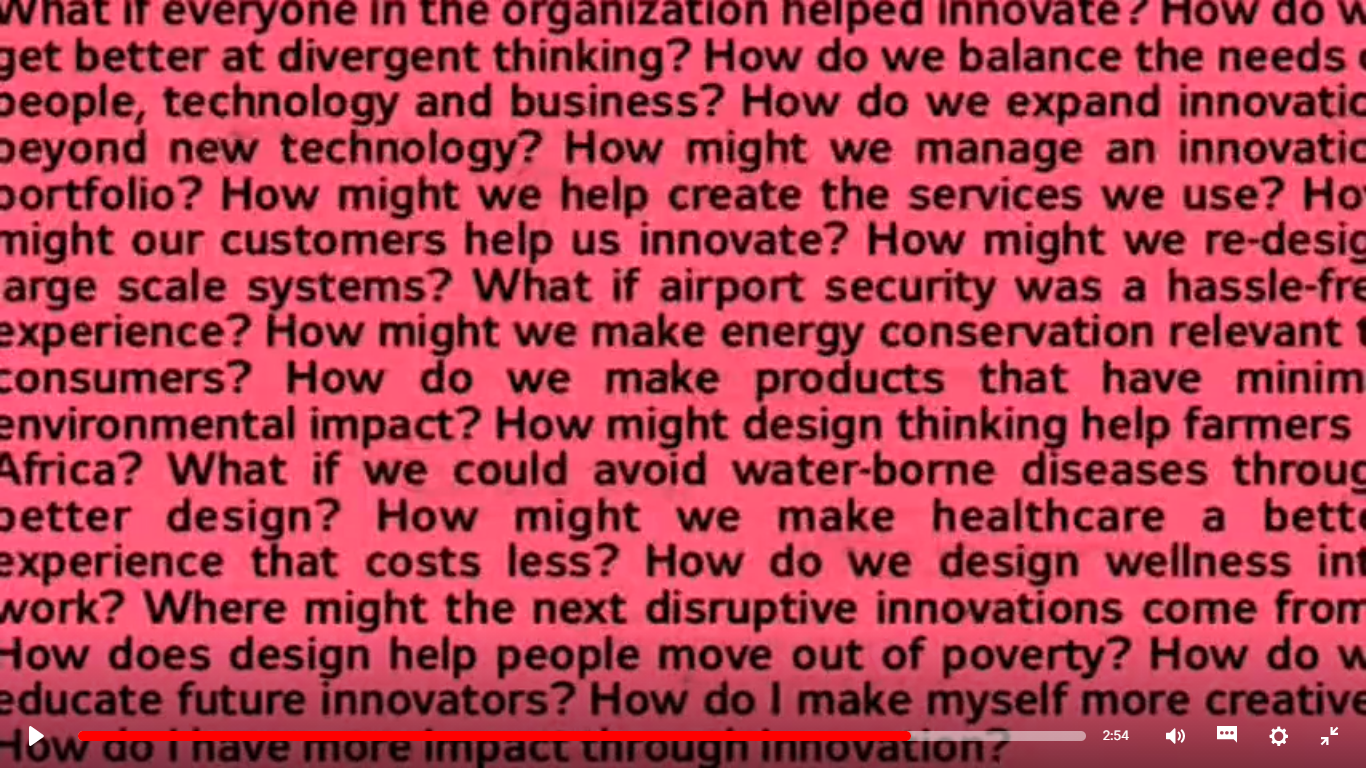 What if everyone in the organization helped innovate? How do w
get better at divergent thinking? How do we balance the needs
people, technology and business? How do we expand innovatio
beyond new technology? How might we manage an innovatio
portfolio? How might we help create the services we use? Ho
might our customers help us innovate? How might we re-desig
large scale systems? What if airport security was a hassle-fre
experience? How might we make energy conservation relevant t
consumers? How do we make products that have minim
environmental impact? How might design thinking help farmers
Africa? What if we could avoid water-borne diseases throug
better design? How might we make healthcare a bette
experience that costs less? How do we design wellness int
work? Where might the next disruptive innovations come from
How does design help people move out of poverty? How do w
educate future innovators? How do I make myself more creative
How do I have more impact through innovation?
2:54